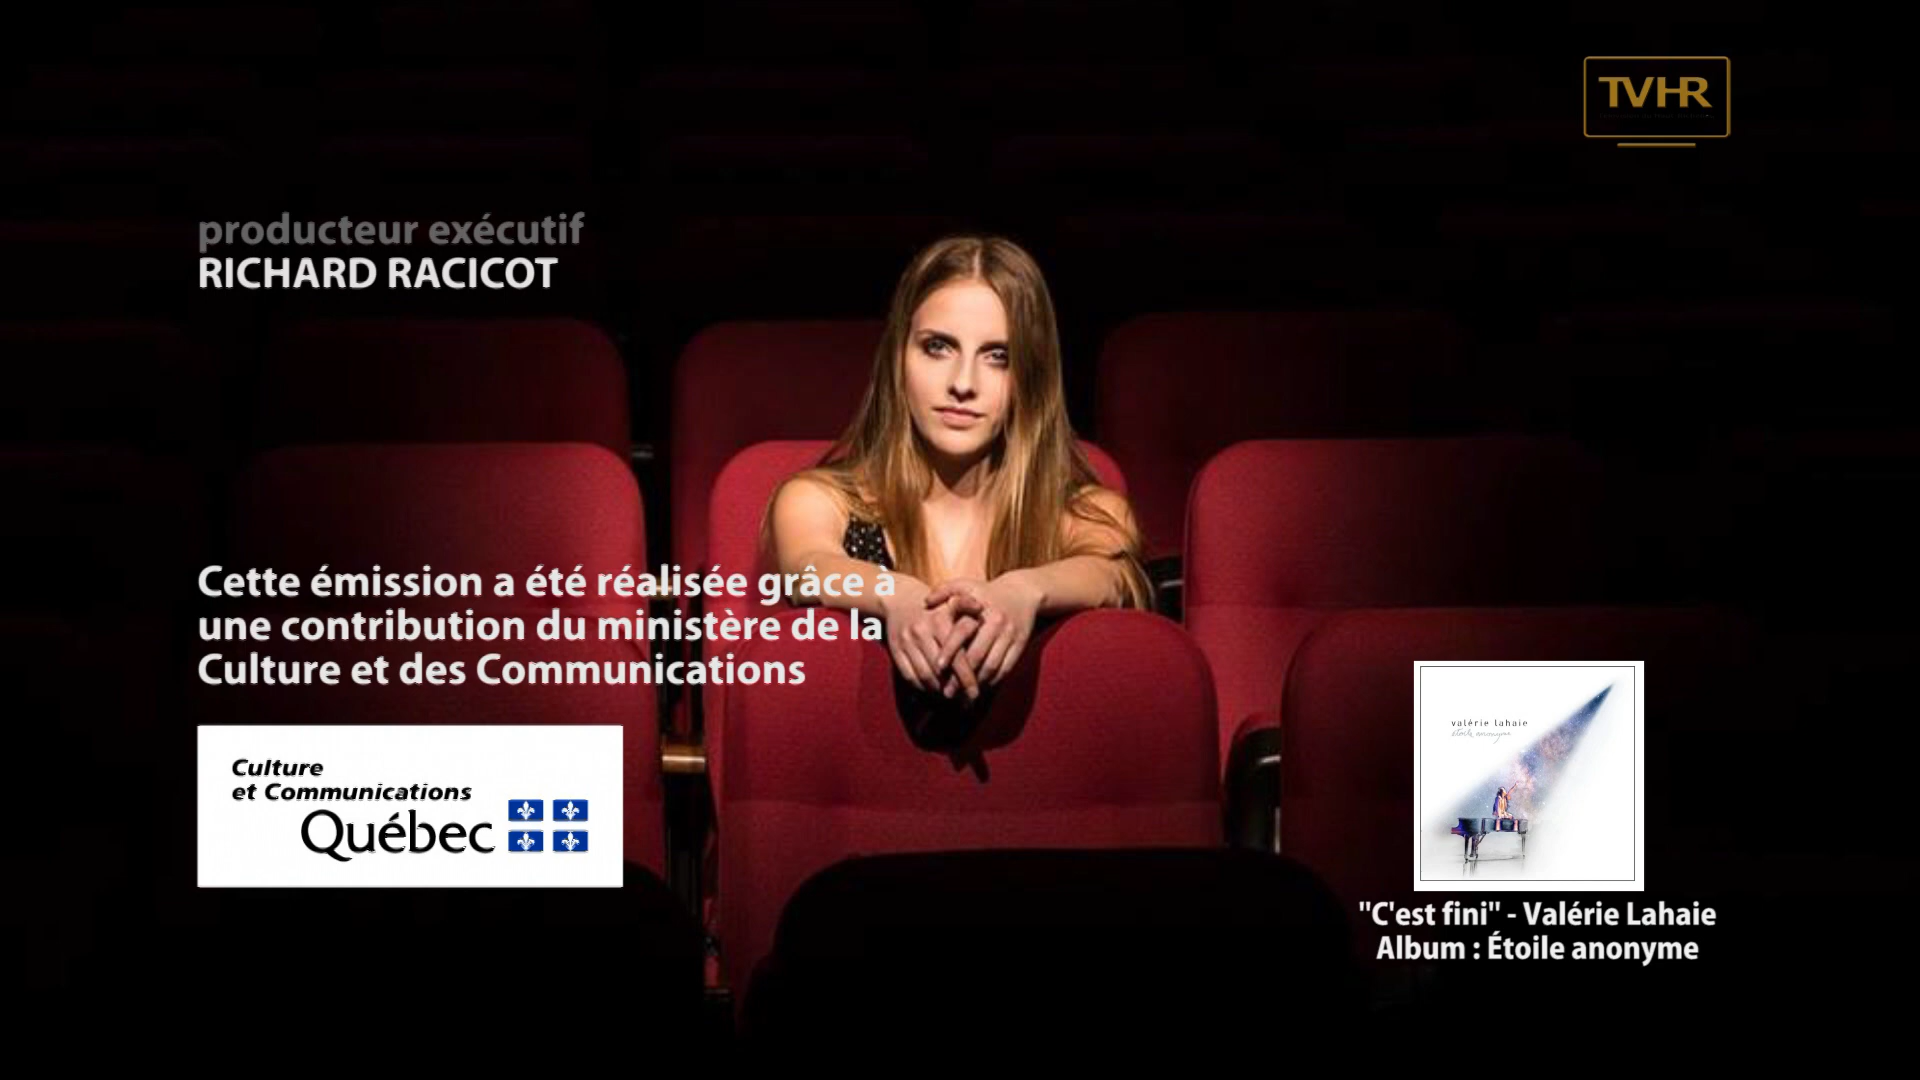 TVHR
producteur exécutif
RICHARD RACICOT
Cette émission a été réalisée grâce à
une contribution du ministère de la
Culture et des Communications
Culture
et Communications
Québec
valérie lahaie
étoile anonyme
"C'est fini" - Valérie Lahaie
Album : Étoile anonyme